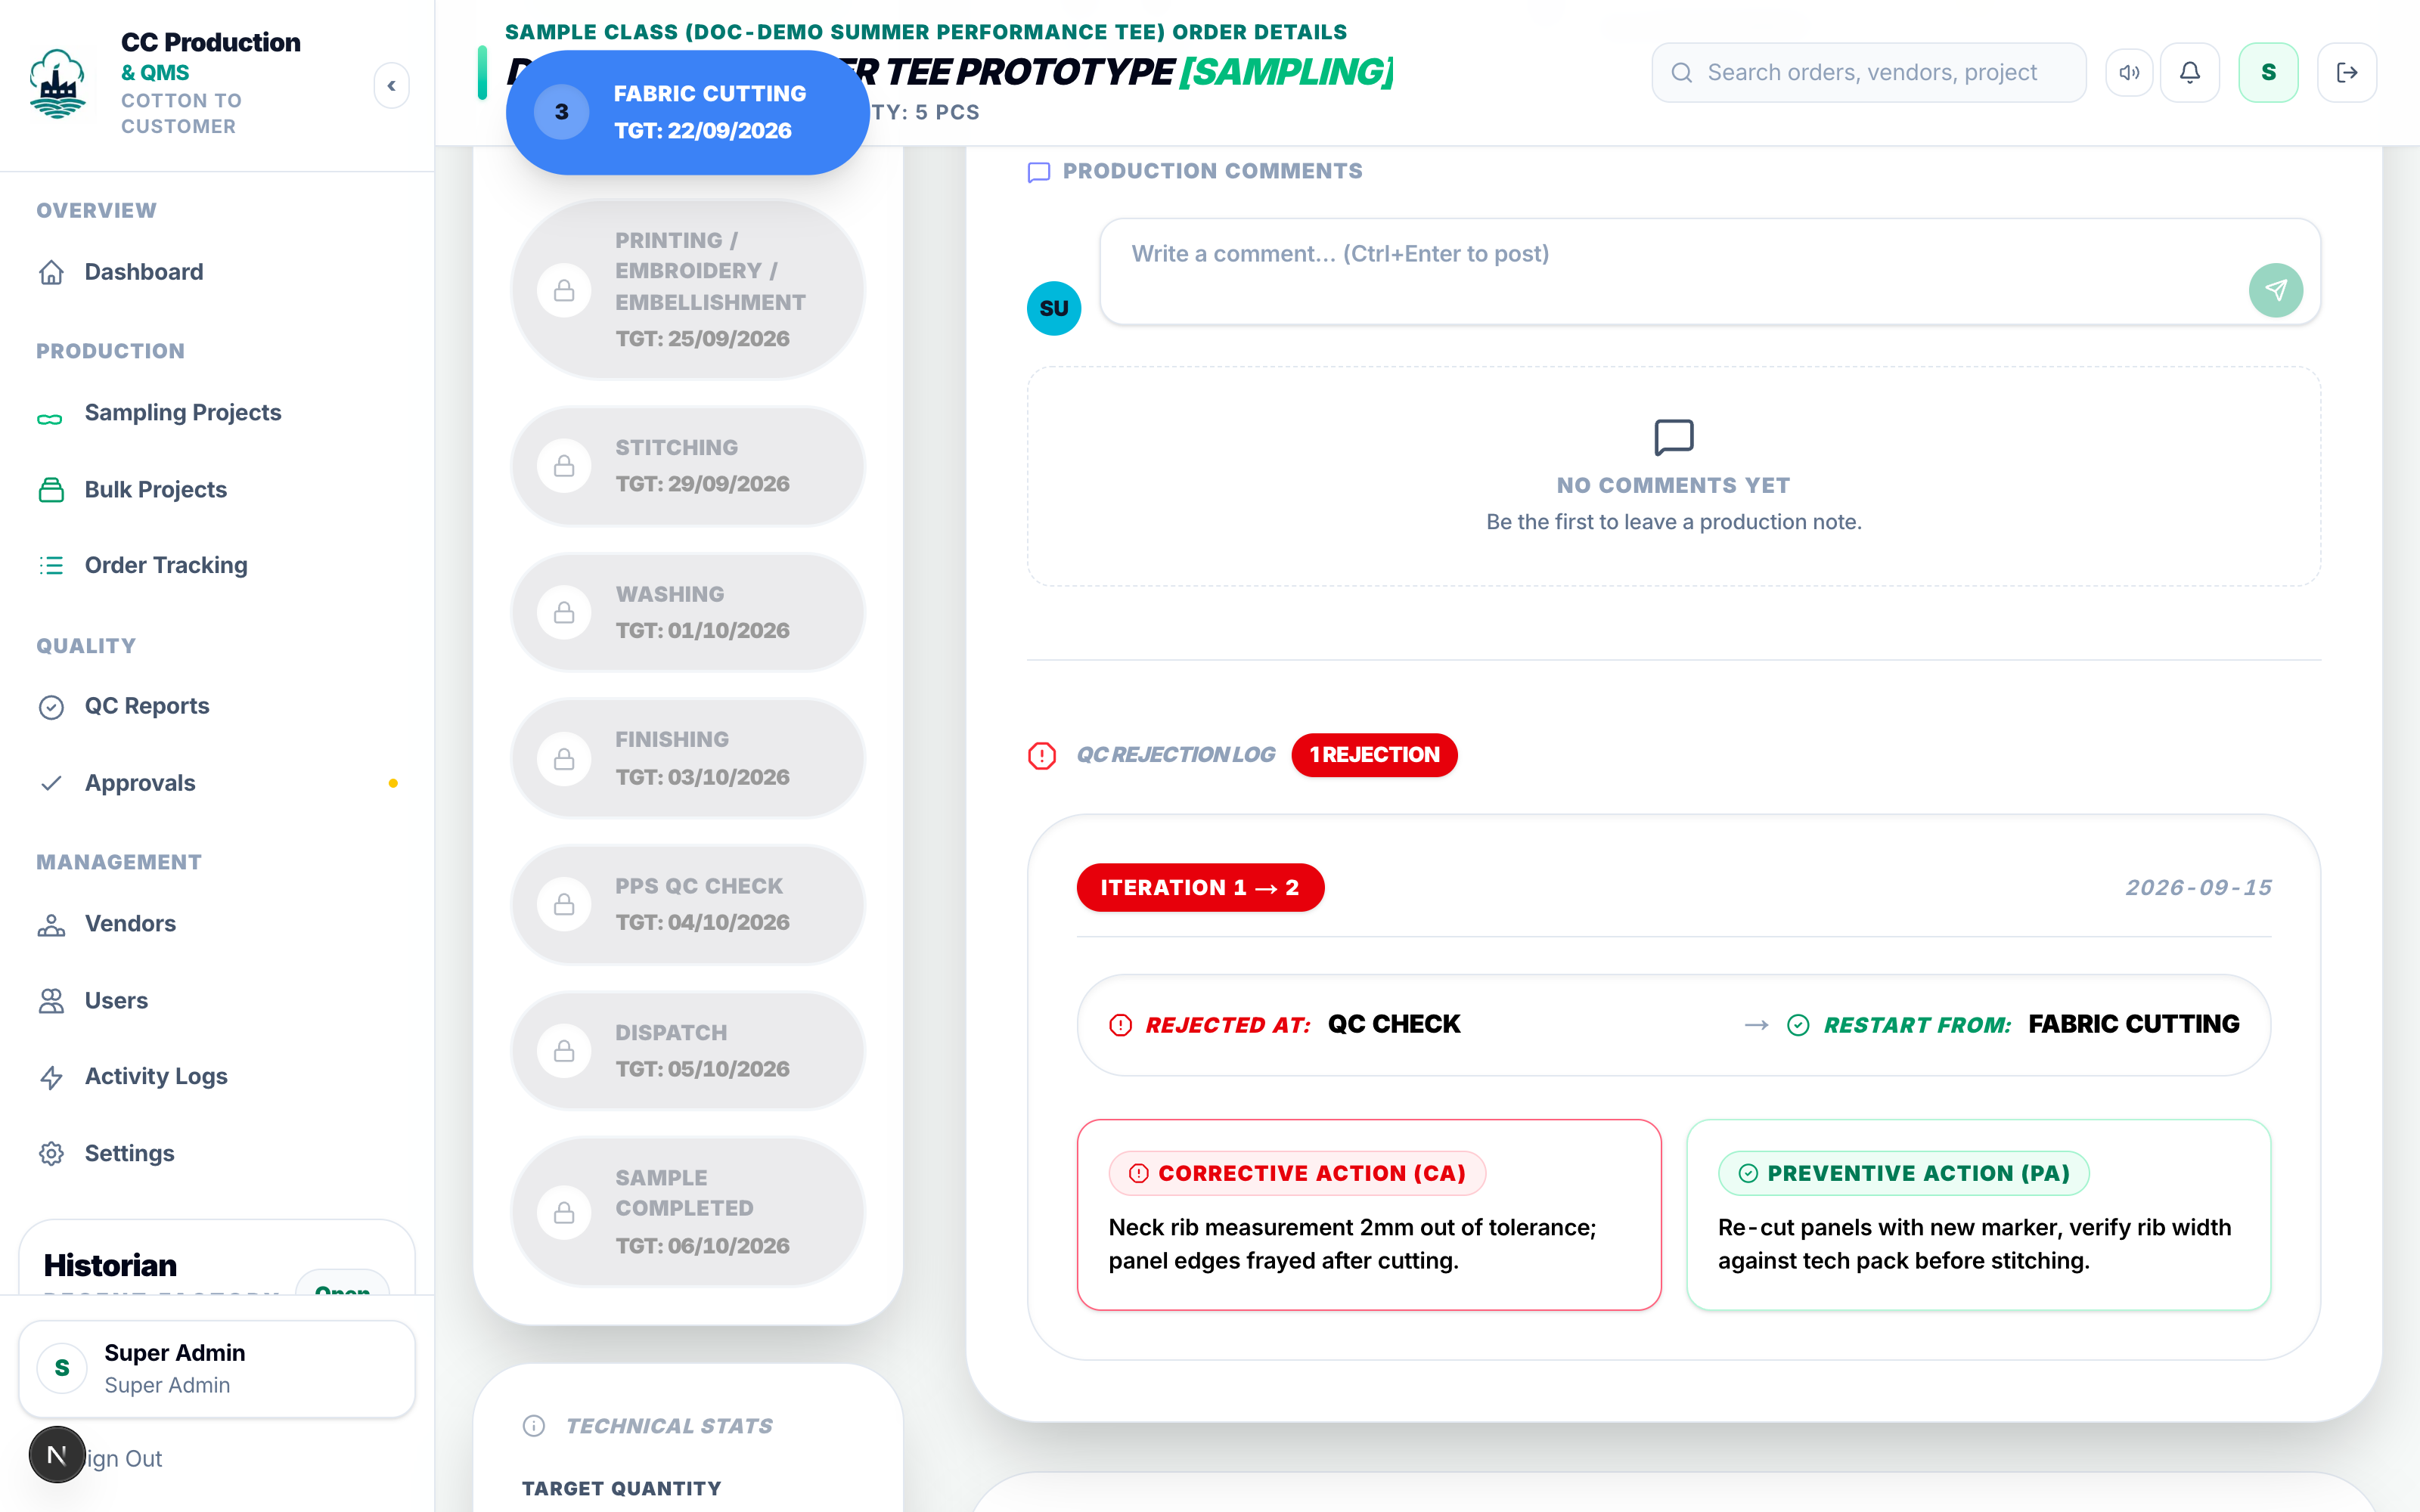 CC Production
& QMS
COTTON TO
CUSTOMER
OVERVIEW
Dashboard
PRODUCTION
Sampling Projects
Bulk Projects
Order Tracking
QUALITY
QC Reports
Approvals
MANAGEMENT
Vendors
Users
Activity Logs
Settings
Historian
Open
S
Super Admin
Super Admin
N
ign Out
SAMPLE CLASS (DOC-DEMO SUMMER PERFORMANCE TEE) ORDER DETAILS
TEE PROTOTYPE [SAMPLING]
TY: 5 PCS
Search orders, vendors, project
S
3
FABRIC CUTTING
TGT: 22/09/2026
PRINTING /
EMBROIDERY /
EMBELLISHMENT
TGT: 25/09/2026
STITCHING
TGT: 29/09/2026
WASHING
TGT: 01/10/2026
FINISHING
TGT: 03/10/2026
PPS QC CHECK
TGT: 04/10/2026
DISPATCH
TGT: 05/10/2026
SAMPLE
COMPLETED
TGT: 06/10/2026
TECHNICAL STATS
TARGET QUANTITY
PRODUCTION COMMENTS
SU
Write a comment... (Ctrl+Enter to post)
NO COMMENTS YET
Be the first to leave a production note.
QC REJECTION LOG
1 REJECTION
ITERATION 1 → 2
2026-09-15
REJECTED AT: QC CHECK
→ RESTART FROM: FABRIC CUTTING
CORRECTIVE ACTION (CA)
Neck rib measurement 2mm out of tolerance;
panel edges frayed after cutting.
PREVENTIVE ACTION (PA)
Re-cut panels with new marker, verify rib width
against tech pack before stitching.